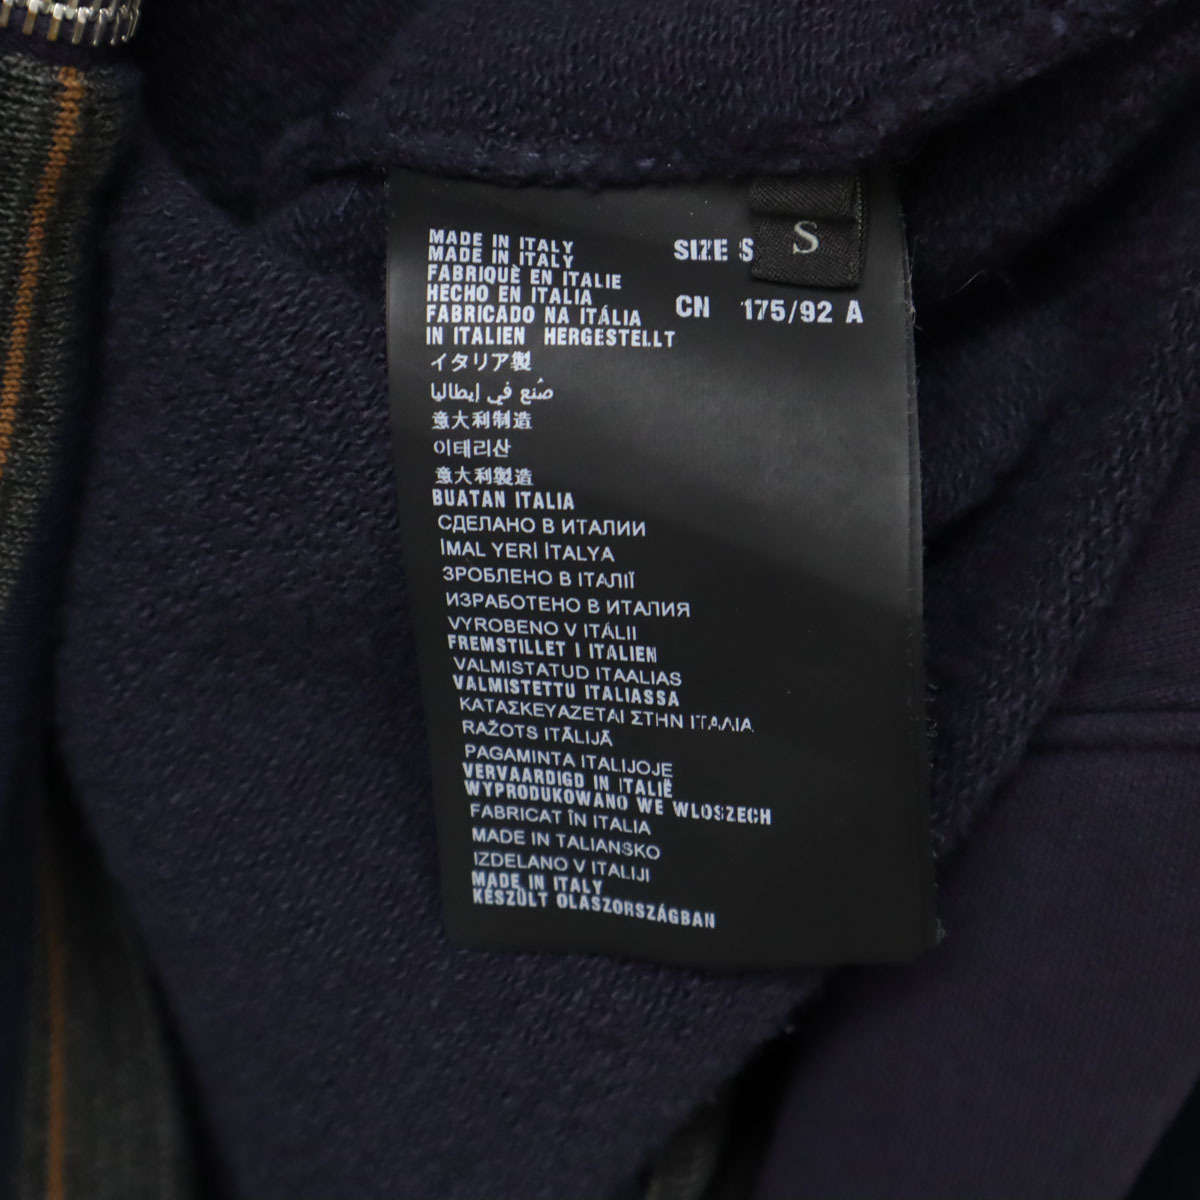 MADE IN ITALY
MADE IN ITALY
FABRIQUÈ EN ITALIE
HECHO EN ITALIA
FABRICADO NA ITÁLIA
IN ITALIEN HERGESTELLT
イタリア製
صُنع في إيطاليا
意大利制造
이테리산
意大利製造
BUATAN ITALIA
СДЕЛАНО В ИТАЛИИ
İMAL YERİ İTALYA
ЗРОБЛЕНО В ІТАЛІЇ
ИЗРАБОТЕНО В ИТАЛИЯ
VYROBENO V ITÁLII
FREMSTILLET I ITALIEN
VALMISTATUD ITAALIAS
VALMISTETTU ITALIASSA
ΚΑΤΑΣΚΕΥΑΖΕΤΑΙ ΣΤΗΝ ΙΤΑΛΙΑ
RAŽOTS ITĀLIJĀ
PAGAMINTA ITALIJOJE
VERVAARDIGD IN ITALIË
WYPRODUKOWANO WE WLOSZECH
FABRICAT ÎN ITALIA
MADE IN TALIANSKO
IZDELANO V ITALIJI
MADE IN ITALY
KÉSZÜLT OLASZORSZÁGBAN
SIZE S
S
CN 175/92 A